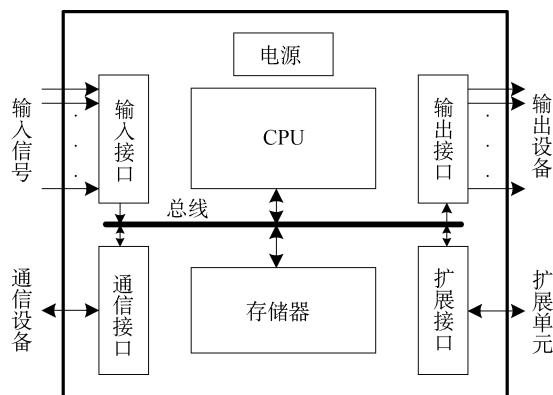 电源
输入信号
输入接口
CPU
输出接口
输出设备
总线
通信设备
通信接口
存储器
扩展接口
扩展单元